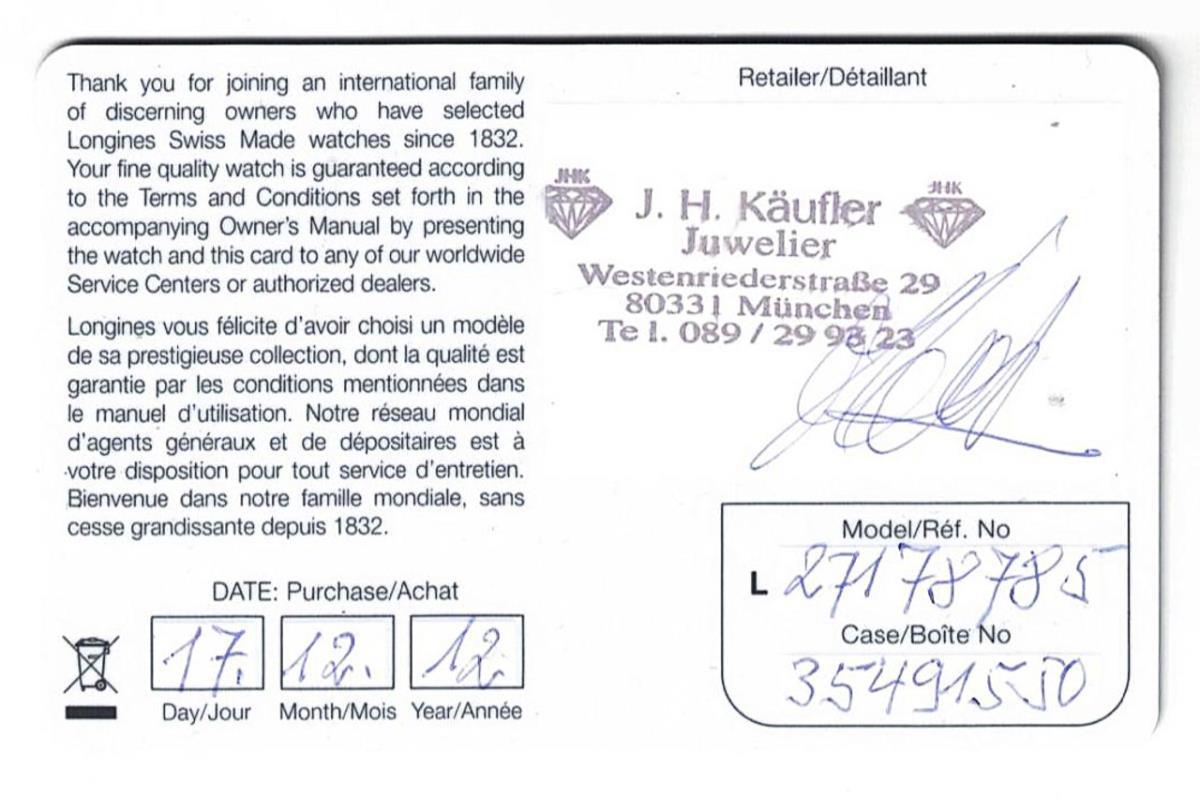 Thank you for joining an international family
of discerning owners who have selected
Longines Swiss Made watches since 1832.
Your fine quality watch is guaranteed according
to the Terms and Conditions set forth in the
accompanying Owner's Manual by presenting
the watch and this card to any of our worldwide
Service Centers or authorized dealers.
Longines vous félicite d'avoir choisi un modèle
de sa prestigieuse collection, dont la qualité est
garantie par les conditions mentionnées dans
le manuel d'utilisation. Notre réseau mondial
d'agents généraux et de dépositaires est à
votre disposition pour tout service d'entretien.
Bienvenue dans notre famille mondiale, sans
cesse grandissante depuis 1832.
DATE: Purchase/Achat
17. 12. 12.
Day/Jour Month/Mois Year/Année
Retailer/Détaillant
JHK JHK
J. H. Käufler
Juwelier
Westenriederstraße 29
80331 München
Te l. 089 / 29 93 23
Model/Réf. No
L 27178785
Case/Boîte No
35491550